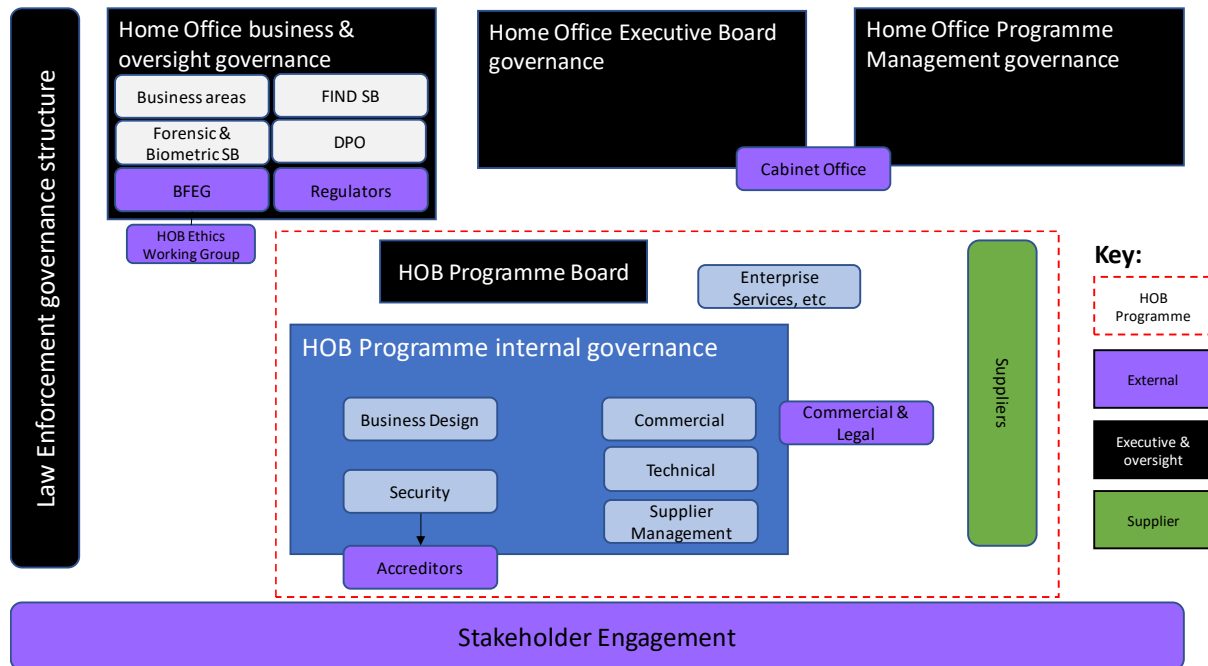 Law Enforcement governance structure
Home Office business &
oversight governance
Business areas
FIND SB
Forensic &
Biometric SB
DPO
BFEG
Regulators
HOB Ethics
Working Group
Home Office Executive Board
governance
Home Office Programme
Management governance
Cabinet Office
HOB Programme Board
Enterprise
Services, etc
HOB Programme internal governance
Business Design
Commercial
Commercial &
Legal
Technical
Security
Supplier
Management
Accreditors
Suppliers
Key:
HOB
Programme
External
Executive &
oversight
Supplier
Stakeholder Engagement